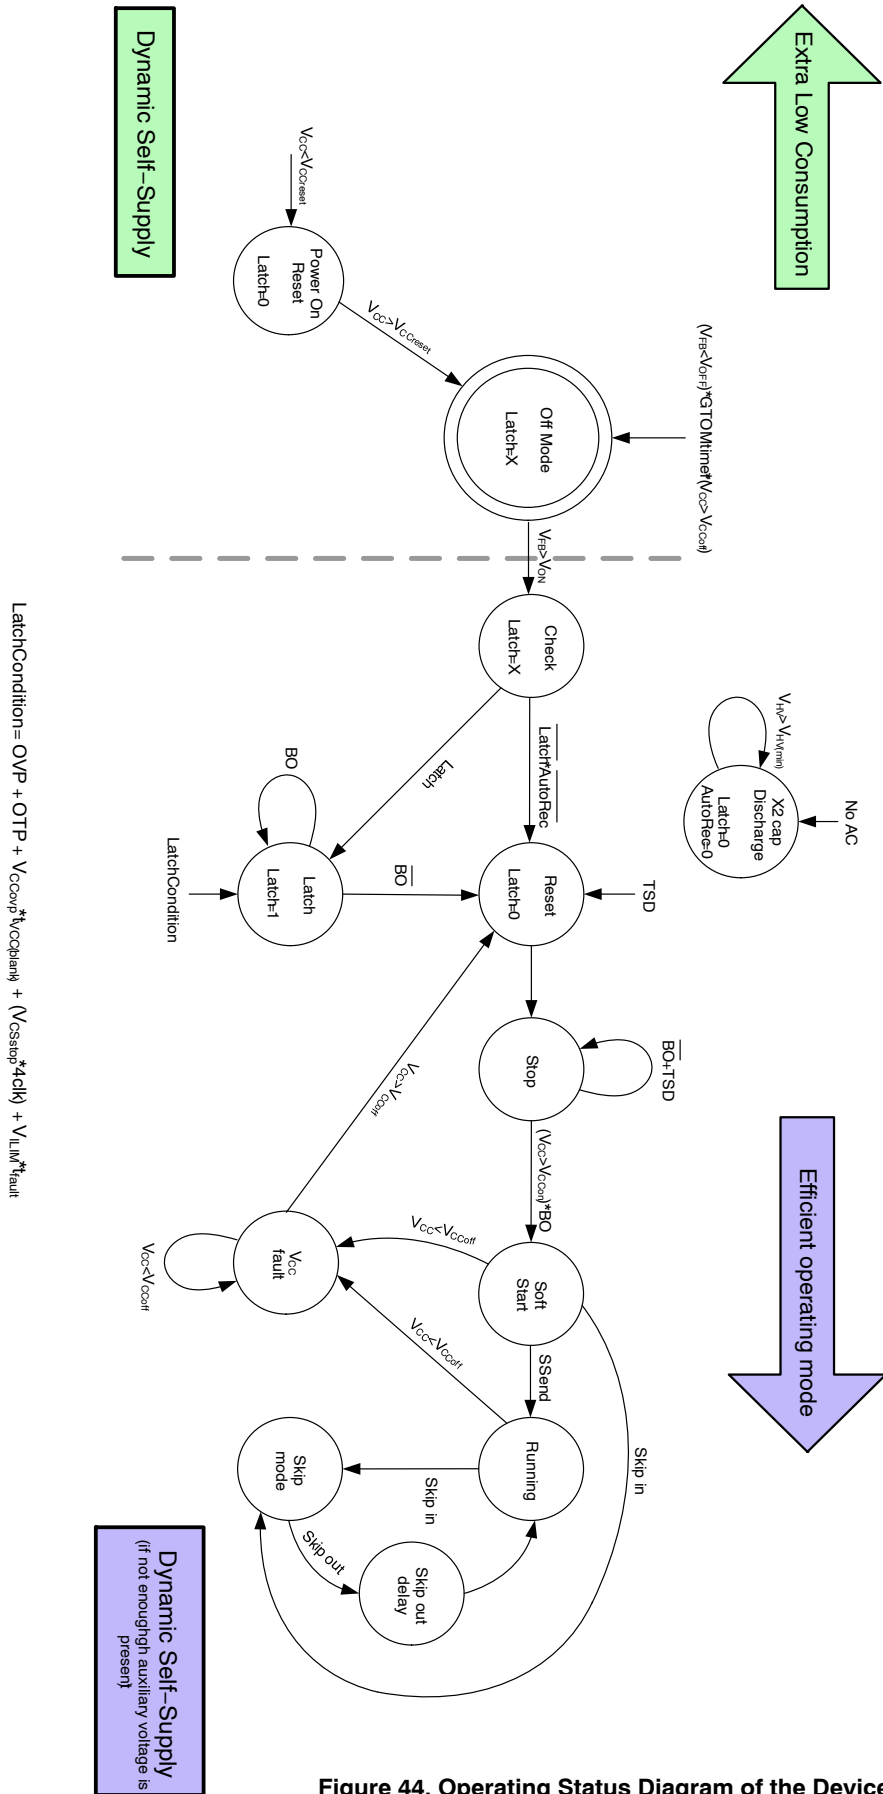 Extra Low Consumption
Dynamic Self−Supply
VCC<VCCreset
Power On
Reset
Latch=0
VCC>VCCreset
(VFB<VOFF)*GTOMtimer*(VCC>VCCoff)
Off Mode
Latch=X
VFB>VON
Check
Latch=X
Latch*AutoRec
Latch
VHV>VHV(min)
X2 cap
Discharge
Latch=0
AutoRec=0
No AC
BO
Latch
Latch=1
LatchCondition
BO
Reset
Latch=0
TSD
Stop
BO+TSD
(VCC>VCCon)*BO
VCC>VCCoff
VCC
fault
VCC<VCCoff
VCC<VCCoff
Soft
Start
SSend
VCC<VCCoff
Running
Skip in
Skip in
Skip
mode
Skip out
Skip out
delay
Efficient operating mode
Dynamic Self−Supply
(if not enoughgh auxiliary voltage is
present)
LatchCondition= OVP + OTP + VCCovp*tVCC(blank) + (VCSstop*4clk) + VILIM*tfault
Figure 44. Operating Status Diagram of the Device